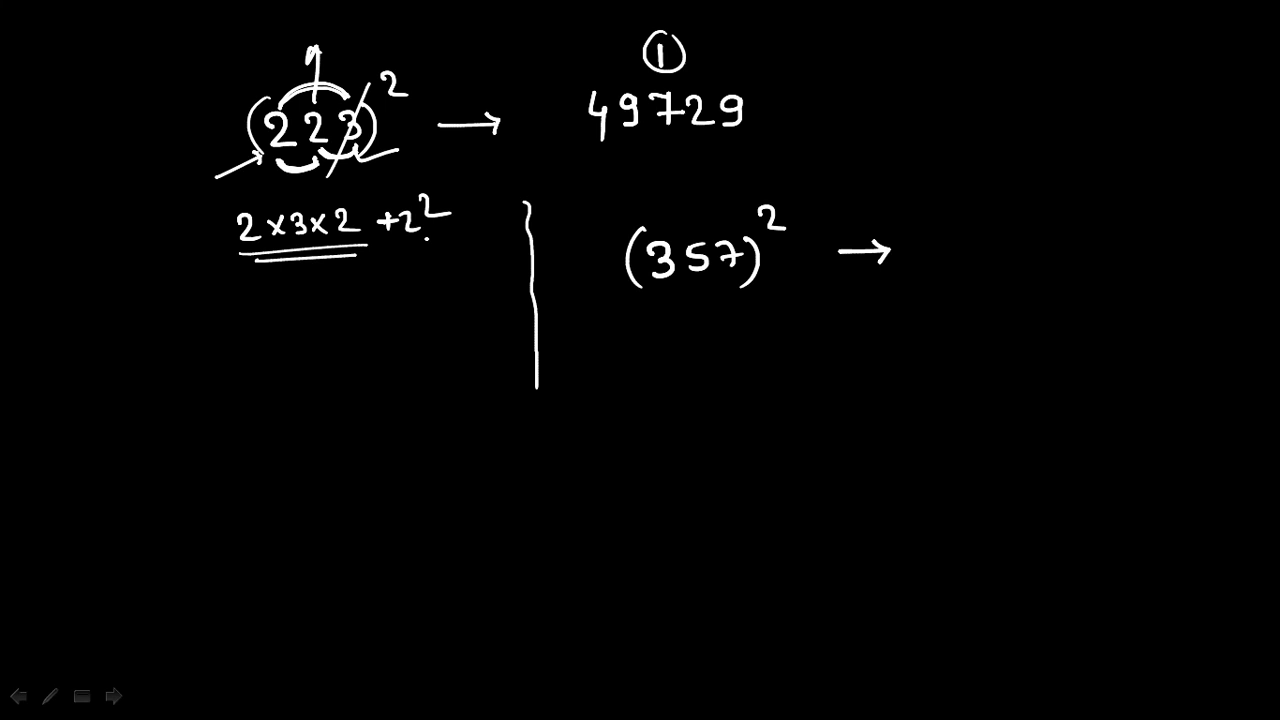 ①
(223)² → 49729
2×3×2 +2²
(357)² →